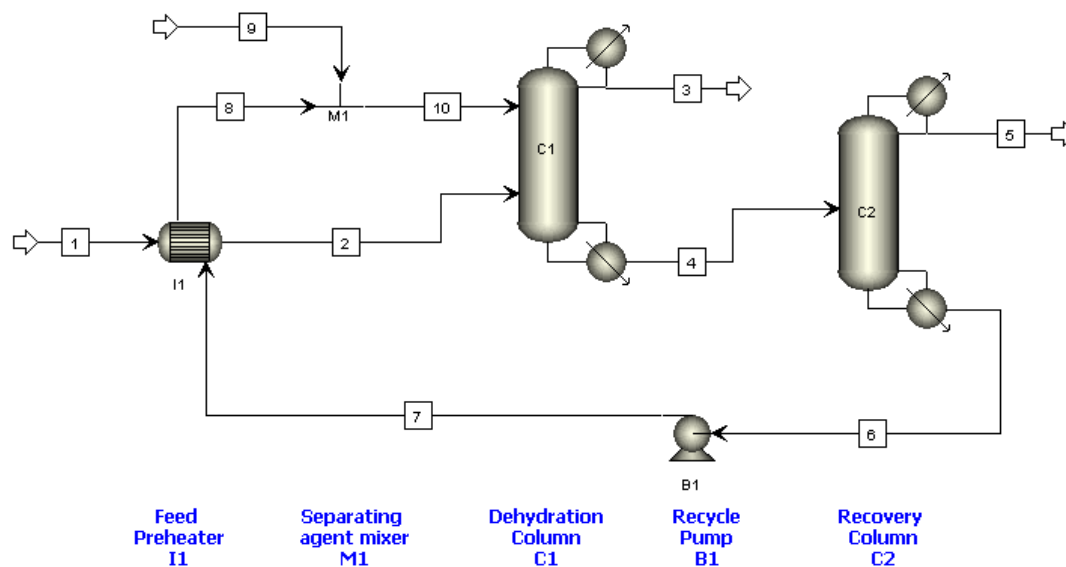 9
8
M1
10
3
C1
5
C2
1
I1
2
4
7
6
B1
Feed
Preheater
I1
Separating
agent mixer
M1
Dehydration
Column
C1
Recycle
Pump
B1
Recovery
Column
C2